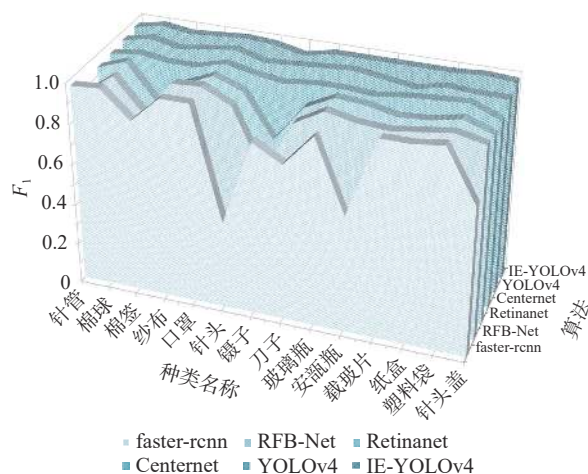 1.0
0.8
0.6
0.4
0.2
0
F₁
针管
棉球
棉签
纱布
口罩
针头
镊子
刀子
玻璃瓶
安瓿瓶
载玻片
纸盒
塑料袋
针头盖
种类名称
IE-YOLOv4
YOLOv4
Centernet
Retinanet
RFB-Net
faster-rcnn
算法
faster-rcnn RFB-Net Retinanet
Centernet YOLOv4 IE-YOLOv4